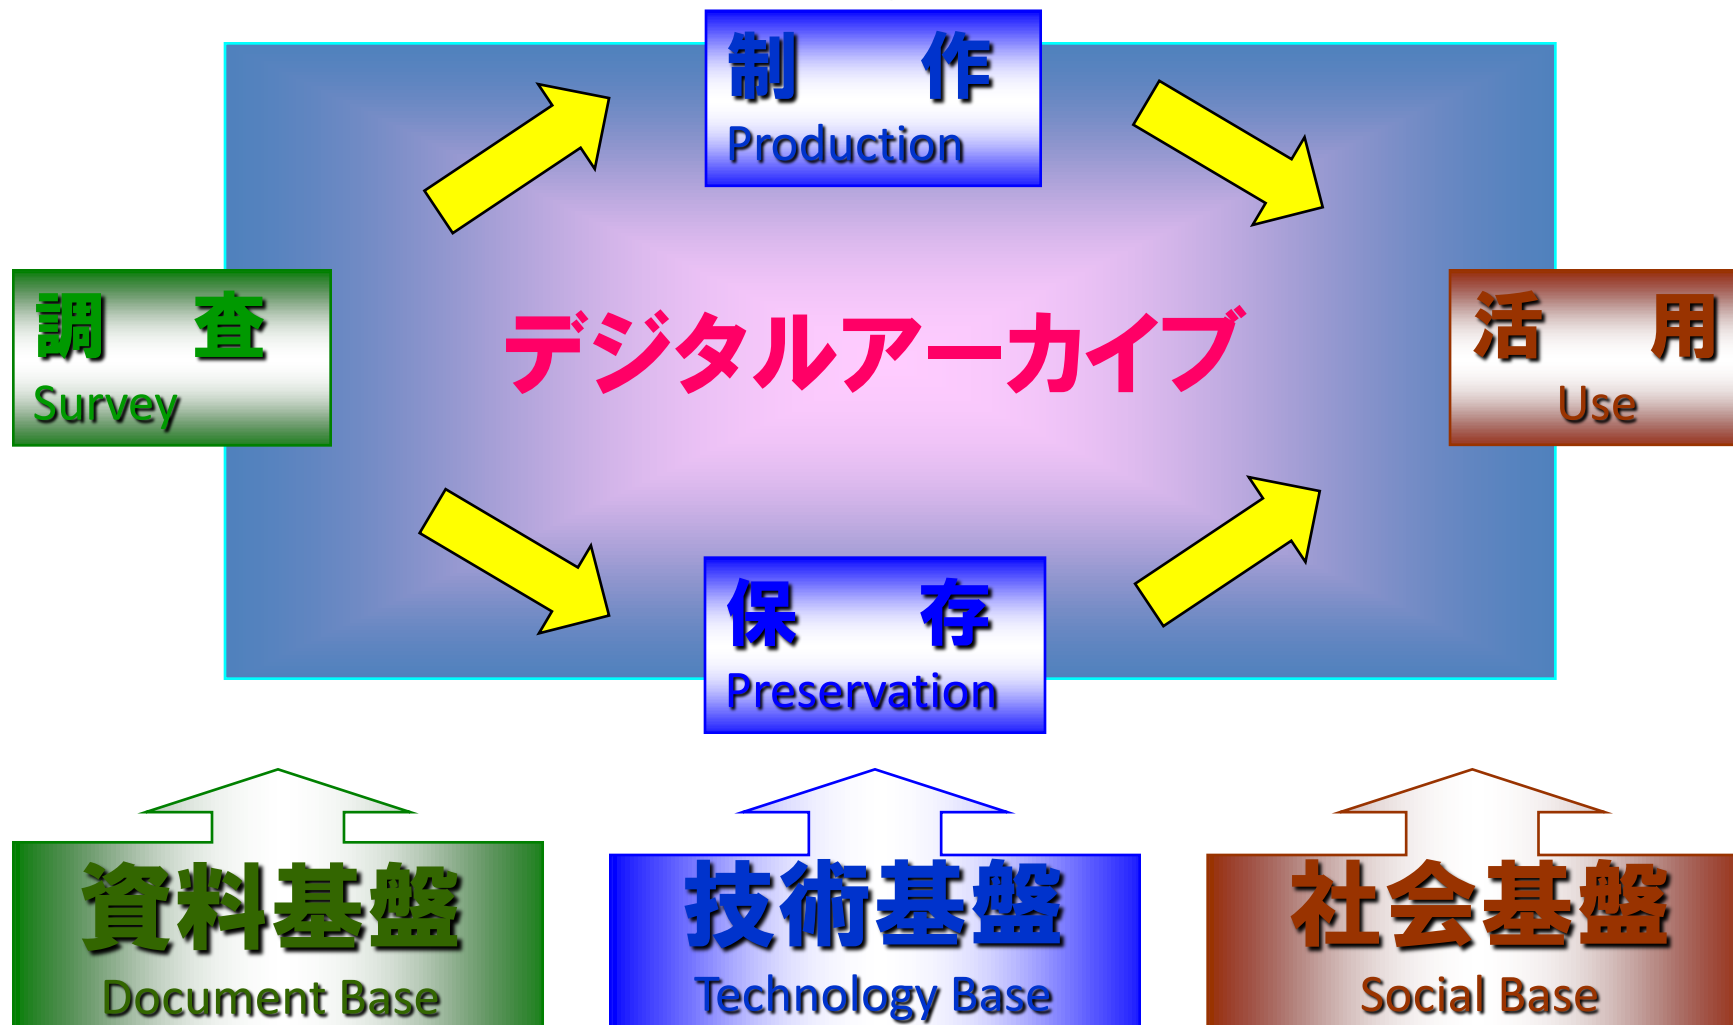 制　作
Production
調　査
Survey
デジタルアーカイブ
活　用
Use
保　存
Preservation
資料基盤
Document Base
技術基盤
Technology Base
社会基盤
Social Base